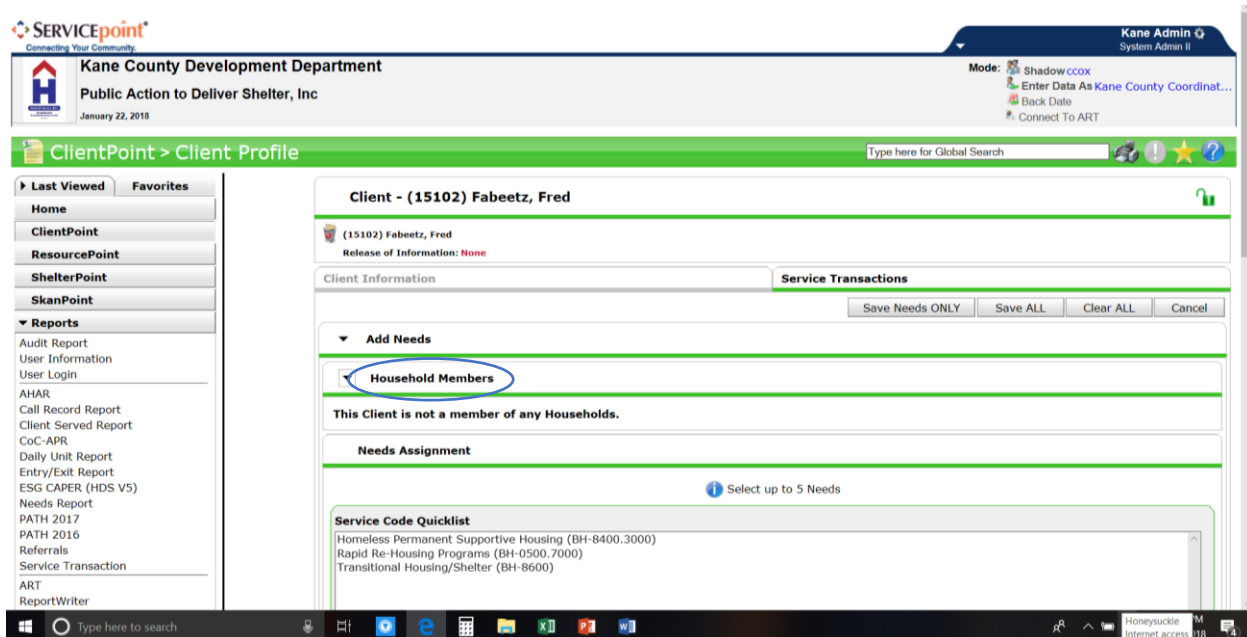 SERVICEpoint
Connecting Your Community.
Kane Admin
System Admin II
Kane County Development Department
Public Action to Deliver Shelter, Inc
January 22, 2018
Mode: Shadow ccox
Enter Data As Kane County Coordinat...
Back Date
Connect To ART
ClientPoint > Client Profile
Type here for Global Search
Last Viewed Favorites
Home
ClientPoint
ResourcePoint
ShelterPoint
SkanPoint
Reports
Audit Report
User Information
User Login
AHAR
Call Record Report
Client Served Report
CoC-APR
Daily Unit Report
Entry/Exit Report
ESG CAPER (HDS V5)
Needs Report
PATH 2017
PATH 2016
Referrals
Service Transaction
ART
ReportWriter
Client - (15102) Fabeetz, Fred
(15102) Fabeetz, Fred
Release of Information: None
Client Information
Service Transactions
Save Needs ONLY Save ALL Clear ALL Cancel
Add Needs
Household Members
This Client is not a member of any Households.
Needs Assignment
Select up to 5 Needs
Service Code Quicklist
Homeless Permanent Supportive Housing (BH-8400.3000)
Rapid Re-Housing Programs (BH-0500.7000)
Transitional Housing/Shelter (BH-8600)
Type here to search
Honeysuckle
Internet access